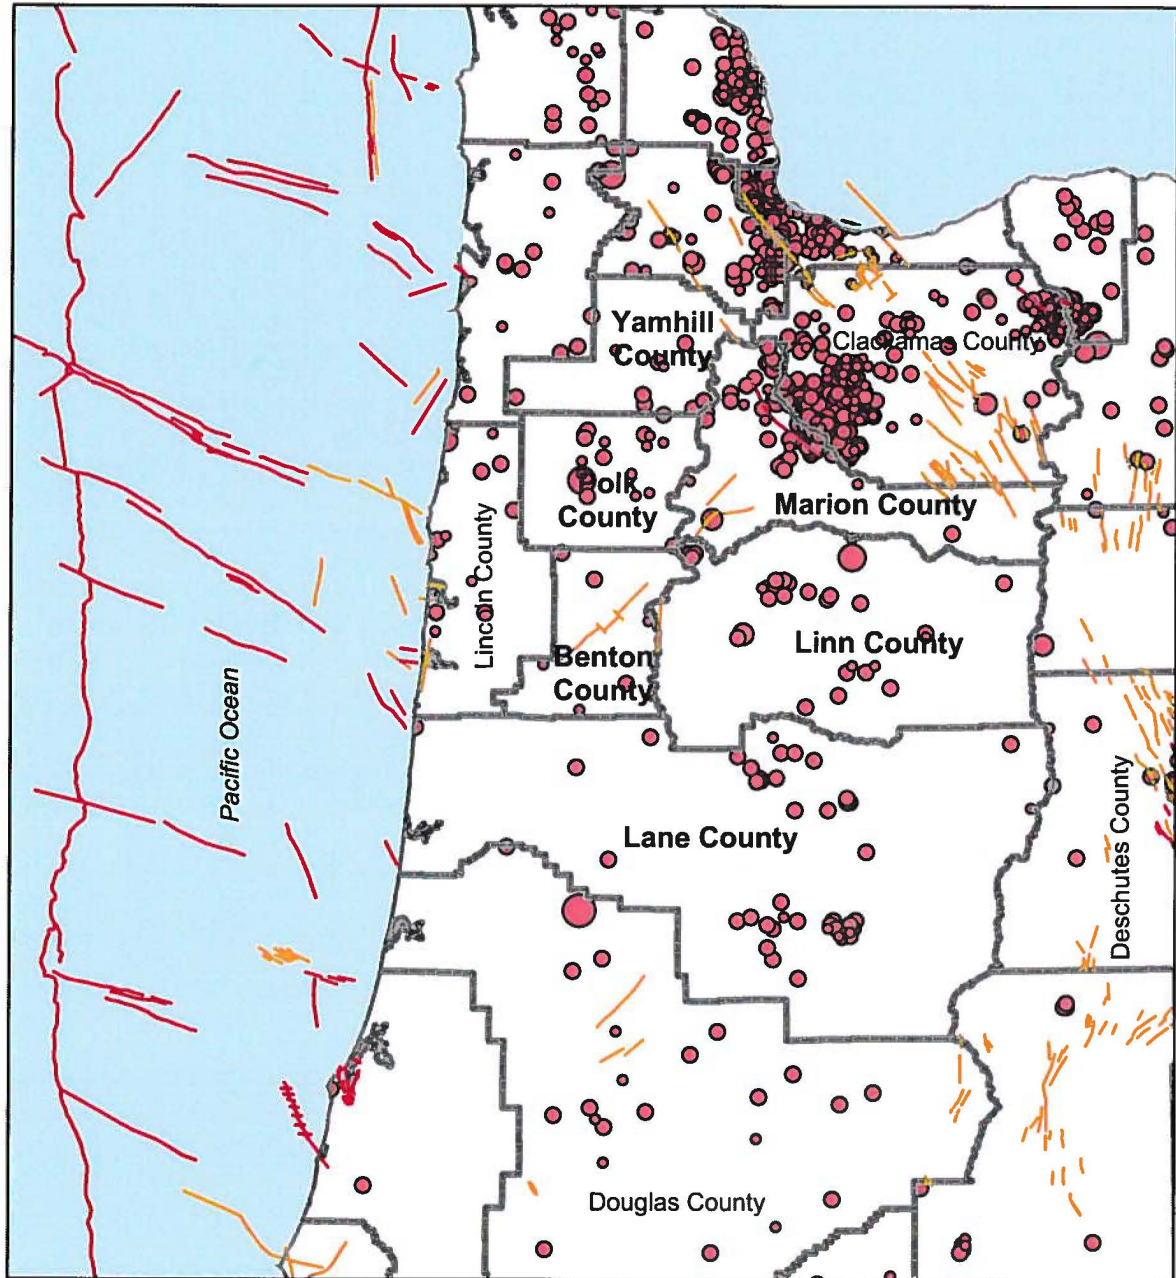 Yamhill
County
Clackamas County
Polk
County
Marion County
Lincoln County
Benton
County
Linn County
Pacific Ocean
Lane County
Deschutes County
Douglas County